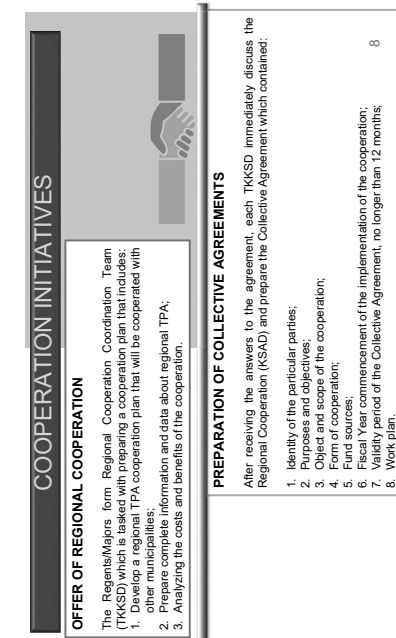 COOPERATION INITIATIVES
OFFER OF REGIONAL COOPERATION
The Regents/Majors form Regional Cooperation Coordination Team
(TKKSD) which is tasked with preparing a cooperation plan that includes:
1. Develop a regional TPA cooperation plan that will be cooperated with
other municipalities;
2. Prepare complete information and data about regional TPA;
3. Analyzing the costs and benefits of the cooperation.
PREPARATION OF COLLECTIVE AGREEMENTS
After receiving the answers to the agreement, each TKKSD immediately discuss the
Regional Cooperation (KSAD) and prepare the Collective Agreement which contained:
1. Identity of the particular parties;
2. Purposes and objectives;
3. Object and scope of the cooperation;
4. Form of cooperation;
5. Fund sources;
6. Fiscal Year commencement of the implementation of the cooperation;
7. Validity period of the Collective Agreement, no longer than 12 months;
8. Work plan.
8